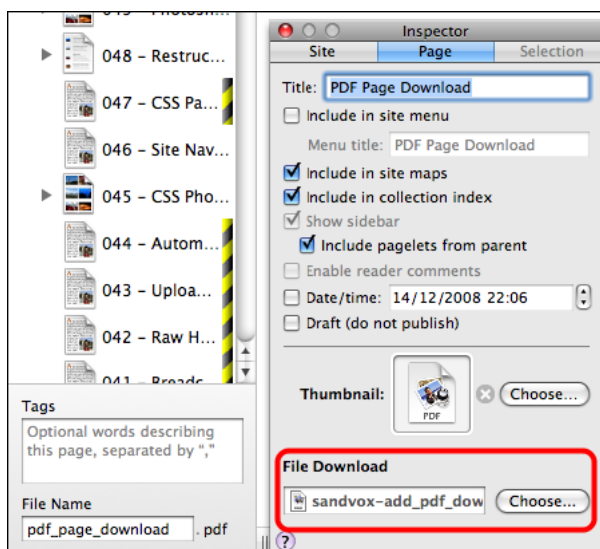 045 – Photosh...
048 – Restruc...
047 – CSS Pa...
046 – Site Nav...
045 – CSS Pho...
044 – Autom...
043 – Uploa...
042 – Raw H...
041 – Breadc
Tags
Optional words describing
this page, separated by “,”
File Name
pdf_page_download .pdf
Inspector
Site Page Selection
Title: PDF Page Download
Include in site menu
Menu title: PDF Page Download
Include in site maps
Include in collection index
Show sidebar
Include pagelets from parent
Enable reader comments
Date/time: 14/12/2008 22:06
Draft (do not publish)
Thumbnail: PDF Choose...
File Download
sandvox-add_pdf_dow Choose...
?